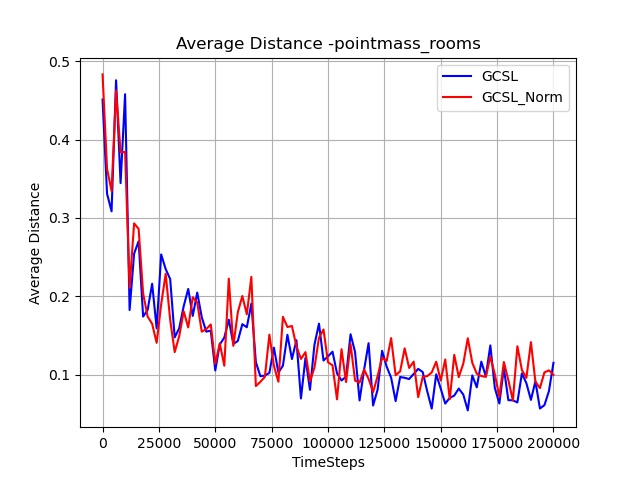 Average Distance -pointmass_rooms
GCSL
GCSL_Norm
Average Distance
0.5
0.4
0.3
0.2
0.1
0 25000 50000 75000 100000 125000 150000 175000 200000
TimeSteps